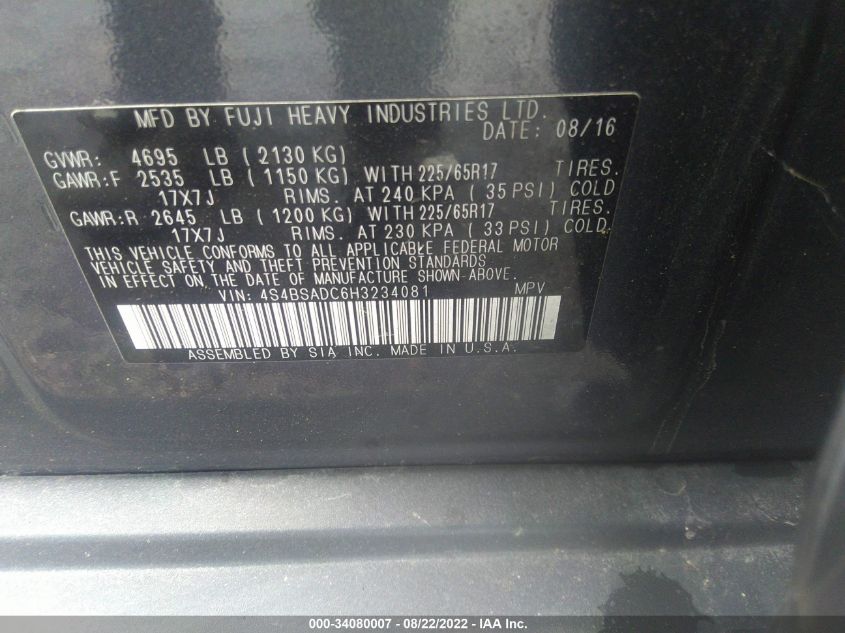 MFD BY FUJI HEAVY INDUSTRIES LTD.
DATE: 08/16
GVWR: 4695 LB (2130 KG)
GAWR:F 2535 LB (1150 KG) WITH 225/65R17 TIRES.
17X7J RIMS. AT 240 KPA (35 PSI) COLD
GAWR:R 2645 LB (1200 KG) WITH 225/65R17 TIRES.
17X7J RIMS. AT 230 KPA (33 PSI) COLD.
THIS VEHICLE CONFORMS TO ALL APPLICABLE FEDERAL MOTOR
VEHICLE SAFETY AND THEFT PREVENTION STANDARDS
IN EFFECT ON THE DATE OF MANUFACTURE SHOWN ABOVE.
VIN: 4S4BSADC6H3234081 MPV
ASSEMBLED BY SIA INC. MADE IN U.S.A.
000-34080007 - 08/22/2022 - IAA Inc.